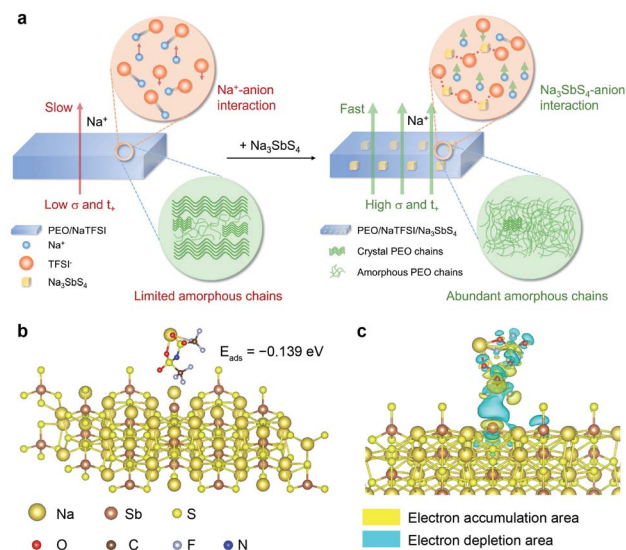 a
Na⁺-anion
interaction
Na₃SbS₄-anion
interaction
Slow
Na⁺
Fast
Na⁺
+ Na₃SbS₄
Low σ and t₊
High σ and t₊
PEO/NaTFSI
Na⁺
TFSI⁻
Na₃SbS₄
PEO/NaTFSI/Na₃SbS₄
Crystal PEO chains
Amorphous PEO chains
Limited amorphous chains
Abundant amorphous chains
b
E_ads = −0.139 eV
Na
Sb
S
O
C
F
N
c
Electron accumulation area
Electron depletion area